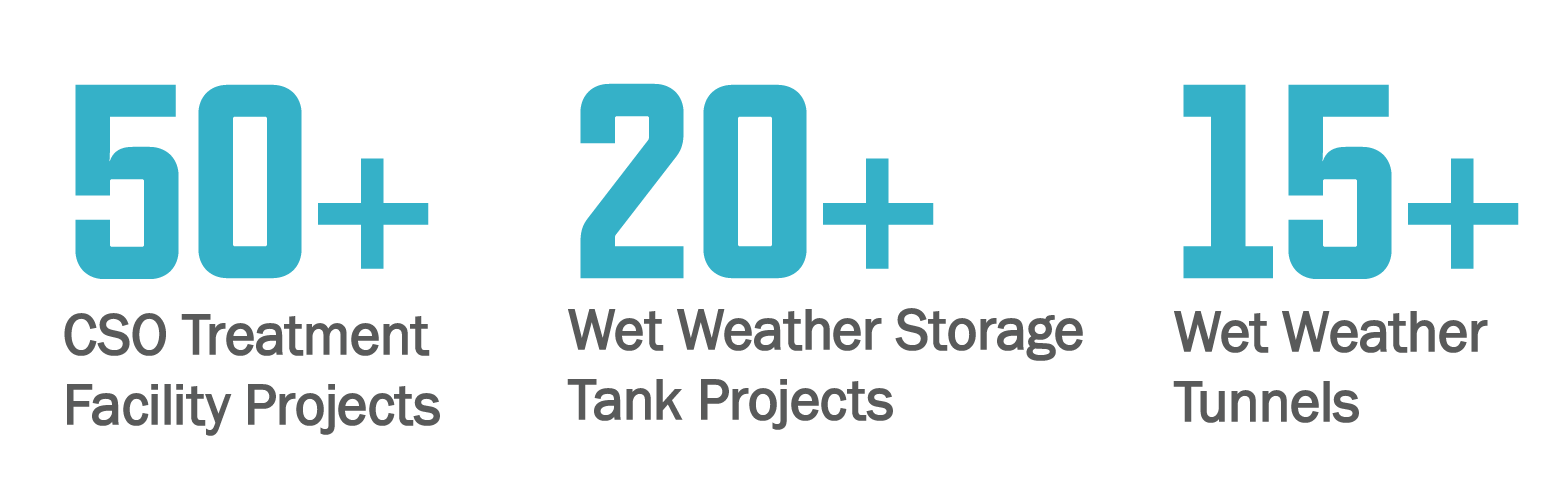 50+
CSO Treatment
Facility Projects
20+
Wet Weather Storage
Tank Projects
15+
Wet Weather
Tunnels